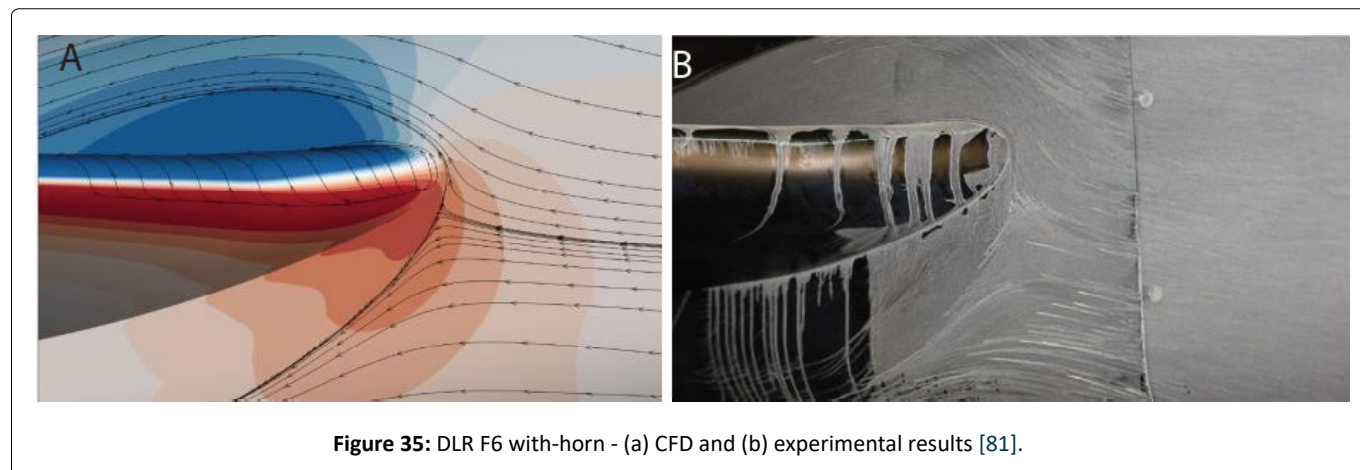 A
B
Figure 35: DLR F6 with-horn - (a) CFD and (b) experimental results [81].